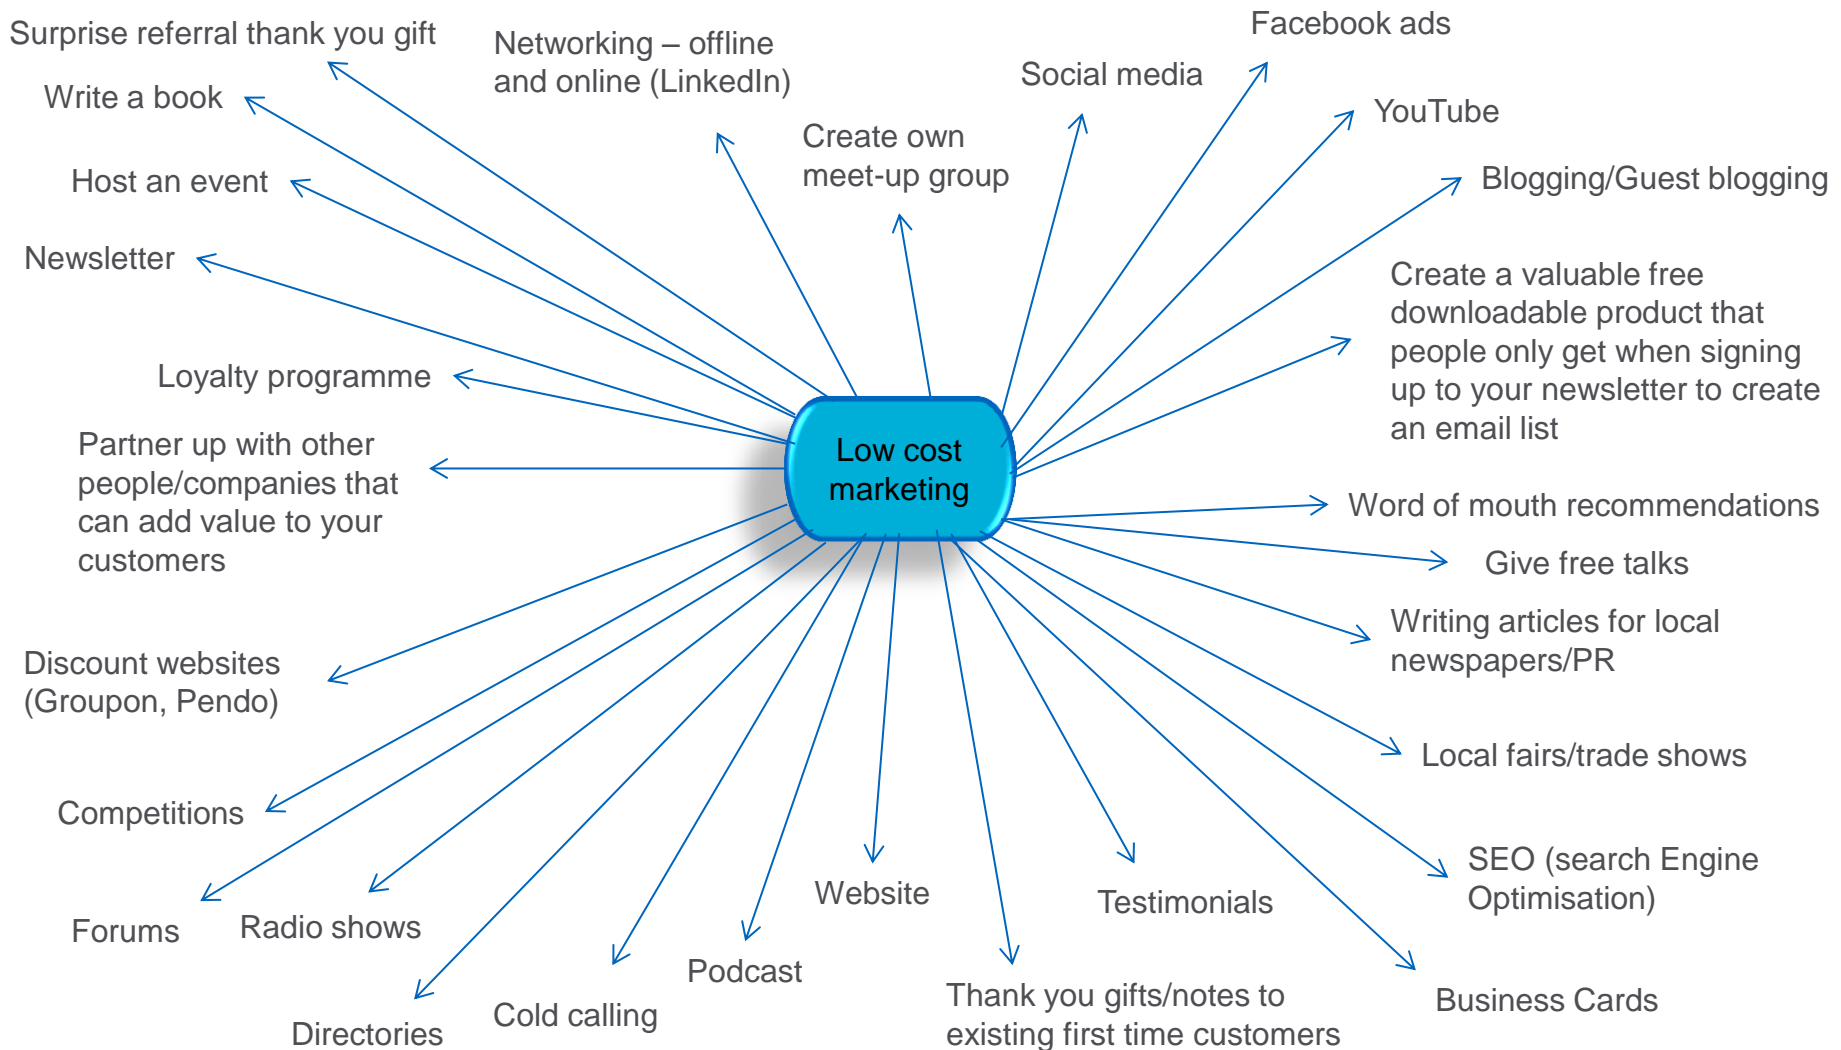 Surprise referral thank you gift
Networking – offline
and online (LinkedIn)
Facebook ads
Social media
Write a book
YouTube
Create own
meet-up group
Host an event
Blogging/Guest blogging
Newsletter
Create a valuable free
downloadable product that
people only get when signing
up to your newsletter to create
an email list
Loyalty programme
Partner up with other
people/companies that
can add value to your
customers
Low cost
marketing
Word of mouth recommendations
Give free talks
Writing articles for local
newspapers/PR
Discount websites
(Groupon, Pendo)
Local fairs/trade shows
Competitions
SEO (search Engine
Optimisation)
Website
Testimonials
Forums
Radio shows
Podcast
Business Cards
Thank you gifts/notes to
existing first time customers
Cold calling
Directories